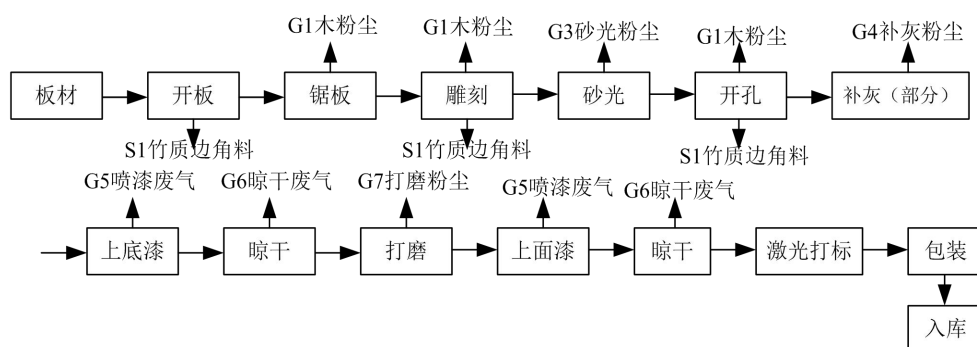 G1木粉尘
G1木粉尘
G3砂光粉尘
G1木粉尘
G4补灰粉尘
板材
开板
锯板
雕刻
砂光
开孔
补灰（部分）
S1竹质边角料
S1竹质边角料
S1竹质边角料
G5喷漆废气
G6晾干废气
G7打磨粉尘
G5喷漆废气
G6晾干废气
上底漆
晾干
打磨
上面漆
晾干
激光打标
包装
入库